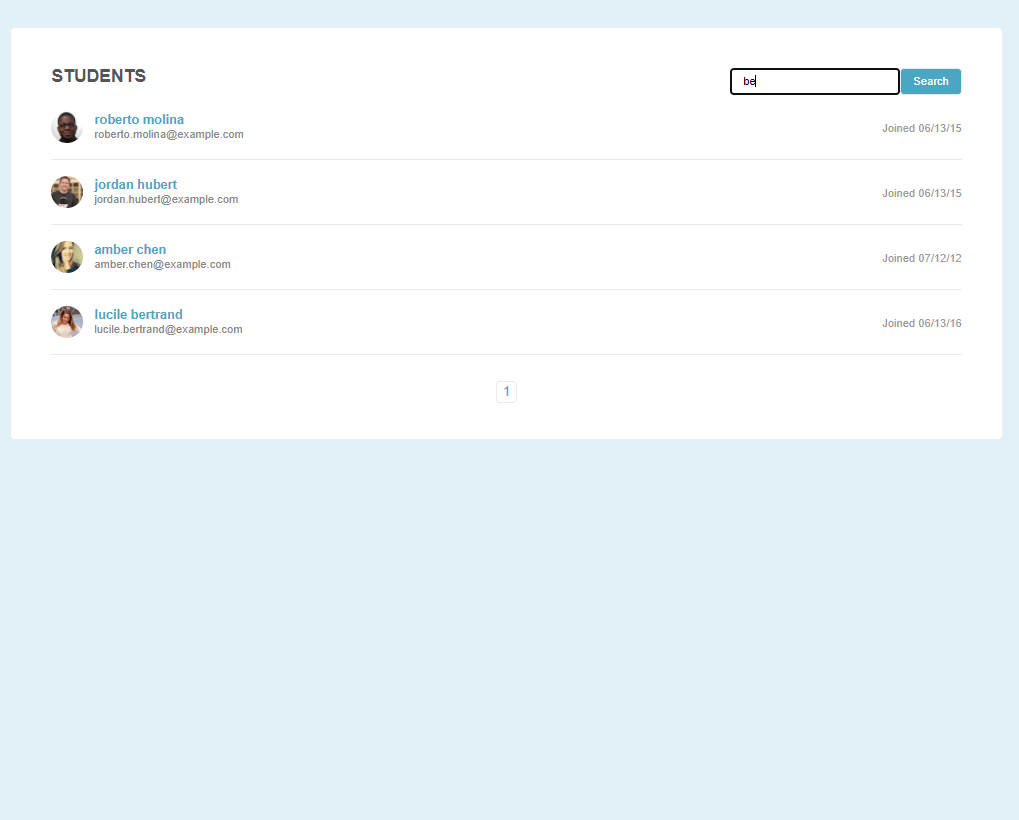 STUDENTS
be
Search
roberto molina
roberto.molina@example.com
Joined 06/13/15
jordan hubert
jordan.hubert@example.com
Joined 06/13/15
amber chen
amber.chen@example.com
Joined 07/12/12
lucile bertrand
lucile.bertrand@example.com
Joined 06/13/16
1